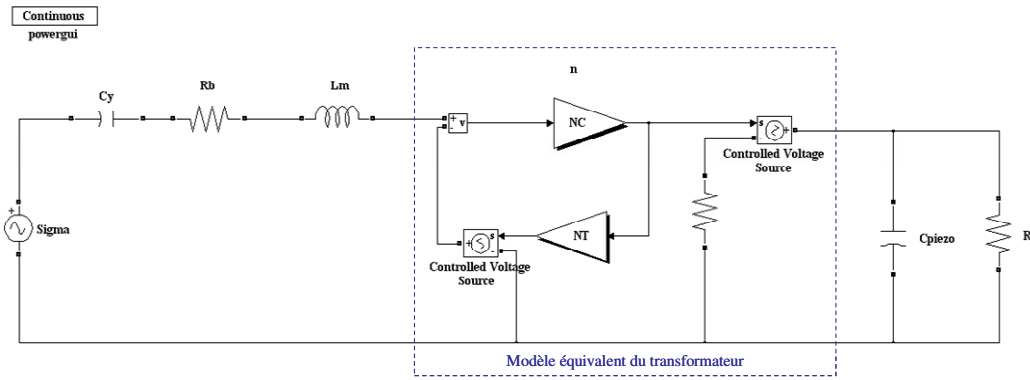 Continuous
powergui
n
Cy
Rb
Lm
+
-
v
NC
s
-
+
Controlled Voltage
Source
+
Sigma
NT
+
s
-
Controlled Voltage
Source
Cpiezo
R
Modèle équivalent du transformateur